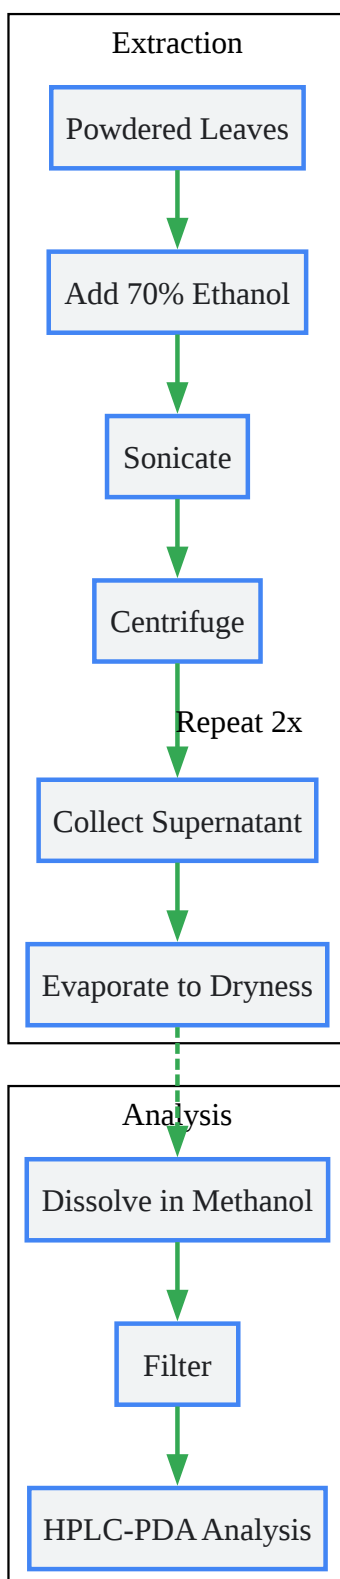 Extraction
Powdered Leaves
Add 70% Ethanol
Sonicate
Centrifuge
Repeat 2x
Collect Supernatant
Evaporate to Dryness
Analysis
Dissolve in Methanol
Filter
HPLC-PDA Analysis